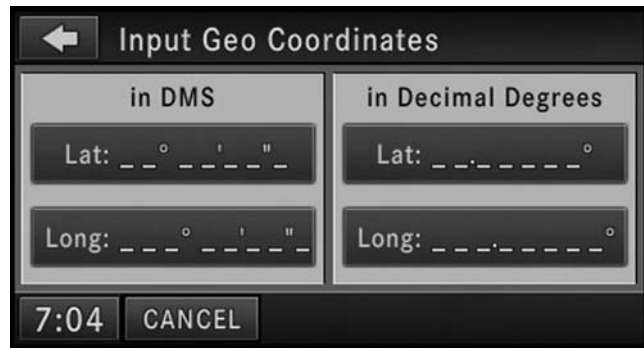 Input Geo Coordinates
in DMS
Lat: _ _° _ _' _ _"_
Long: _ _ _° _ _' _ _"_
in Decimal Degrees
Lat: _ _._ _ _ _ _°
Long: _ _ _._ _ _ _ _°
7:04 CANCEL